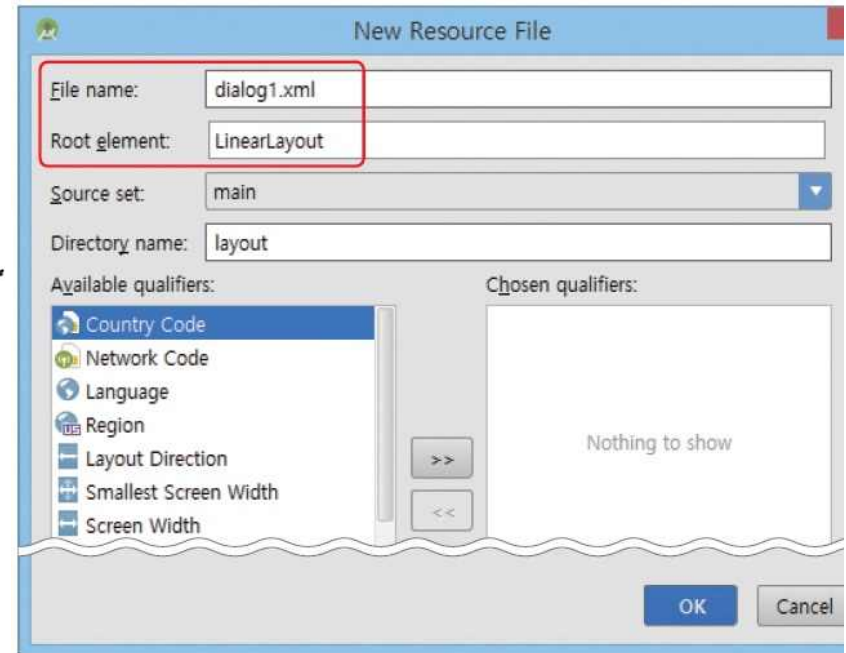 New Resource File
File name: dialog1.xml
Root element: LinearLayout
Source set: main
Directory name: layout
Available qualifiers:
Chosen qualifiers:
Country Code
Network Code
Language
Region
Layout Direction
Smallest Screen Width
Screen Width
>>
<<
Nothing to show
OK
Cancel